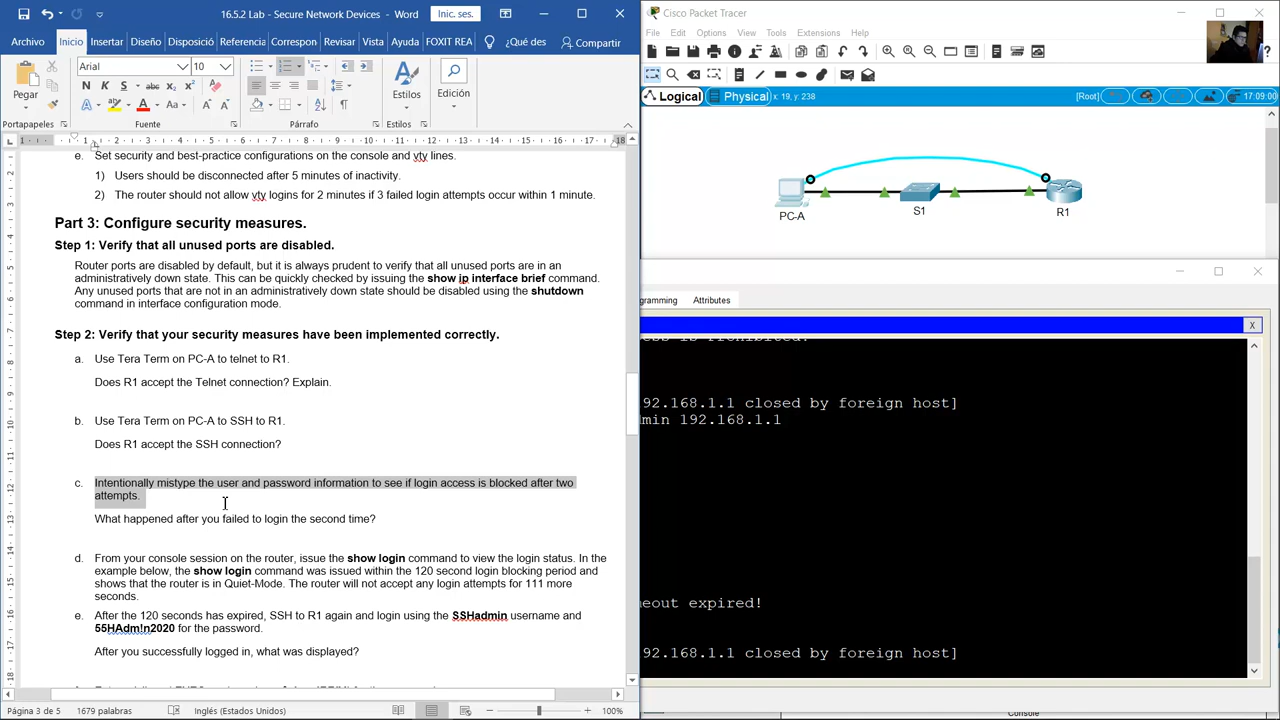 16.5.2 Lab - Secure Network Devices - Word
Inic. ses.
Archivo Inicio Inser Diseño Disposició Referencia Correspon Revisar Vista Ayuda FOXIT REA ¿Qué des Compartir
Pegar
Arial 10
N K S abc x₂ x²
A Aa A A
Estilos
Edición
Portapapeles Fuente Párrafo Estilos
e. Set security and best-practice configurations on the console and vty lines.
1) Users should be disconnected after 5 minutes of inactivity.
The router should not allow vty logins for 2 minutes if 3 failed login attempts occur within 1 minute.
Part 3: Configure security measures.
Step 1: Verify that all unused ports are disabled.
Router ports are disabled by default, but it is always prudent to verify that all unused ports are in an
administratively down state. This can be quickly checked by issuing the show ip interface brief command.
Any unused ports that are not in an administratively down state should be disabled using the shutdown
command in interface configuration mode.
Step 2: Verify that your security measures have been implemented correctly.
a. Use Tera Term on PC-A to telnet to R1.
Does R1 accept the Telnet connection? Explain.
b. Use Tera Term on PC-A to SSH to R1.
Does R1 accept the SSH connection?
c. Intentionally mistype the user and password information to see if login access is blocked after two
attempts.
What happened after you failed to login the second time?
d. From your console session on the router, issue the show login command to view the login status. In the
example below, the show login command was issued within the 120 second login blocking period and
shows that the router is in Quiet-Mode. The router will not accept any login attempts for 111 more
seconds.
e. After the 120 seconds has expired, SSH to R1 again and login using the SSHadmin username and
55HAdm!n2020 for the password.
After you successfully logged in, what was displayed?
Página 3 de 5 1679 palabras Inglés (Estados Unidos) 100%
Cisco Packet Tracer
File Edit Options View Tools Extensions Help
Logical Physical x: 19, y: 238 [Root] 17:09:00
PC-A
S1
R1
gramming Attributes
X
ess is prohibited!
92.168.1.1 closed by foreign host]
min 192.168.1.1
meout expired!
92.168.1.1 closed by foreign host]
Console